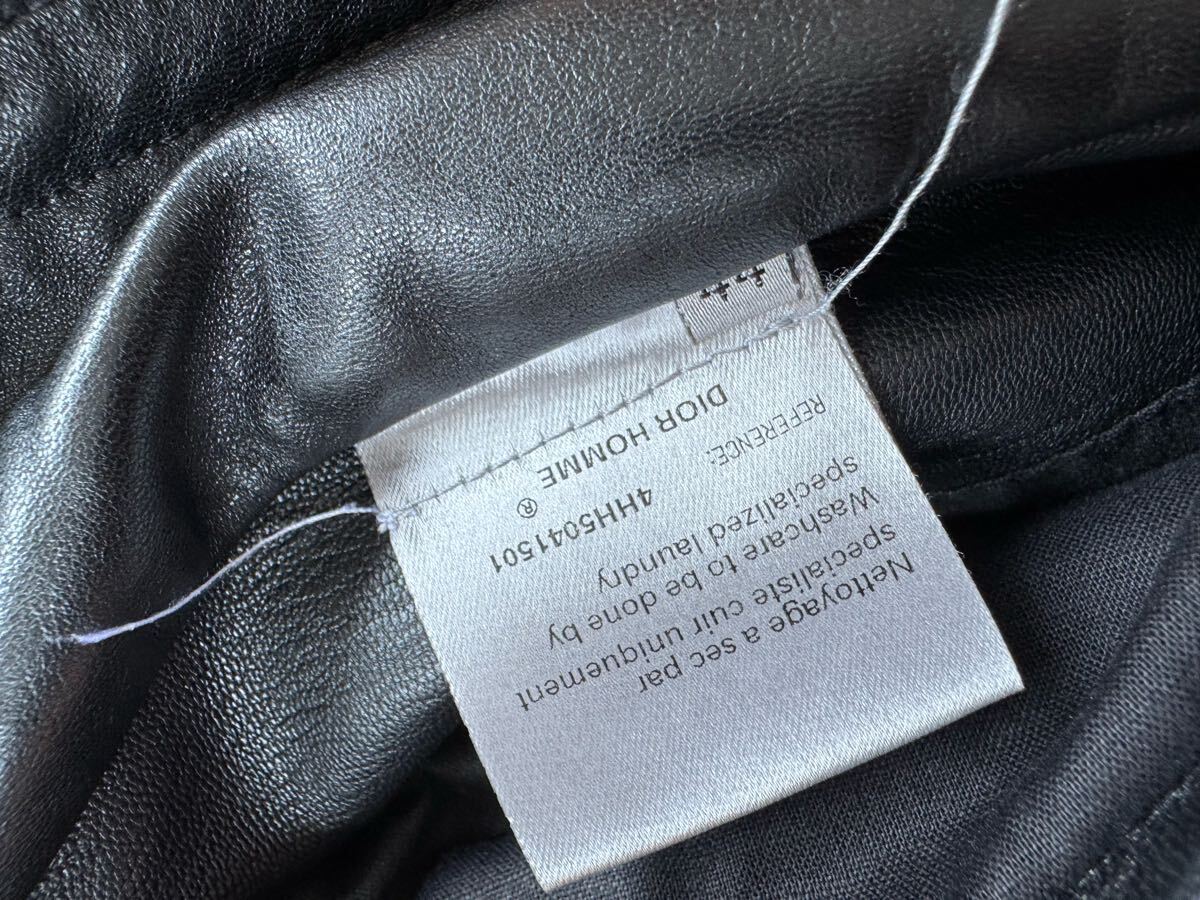 DIOR HOMME ®
REFERENCE:
4HH5041501
Washcare to be done by
specialized laundry
Nettoyage a sec par
specialiste cuir uniquement